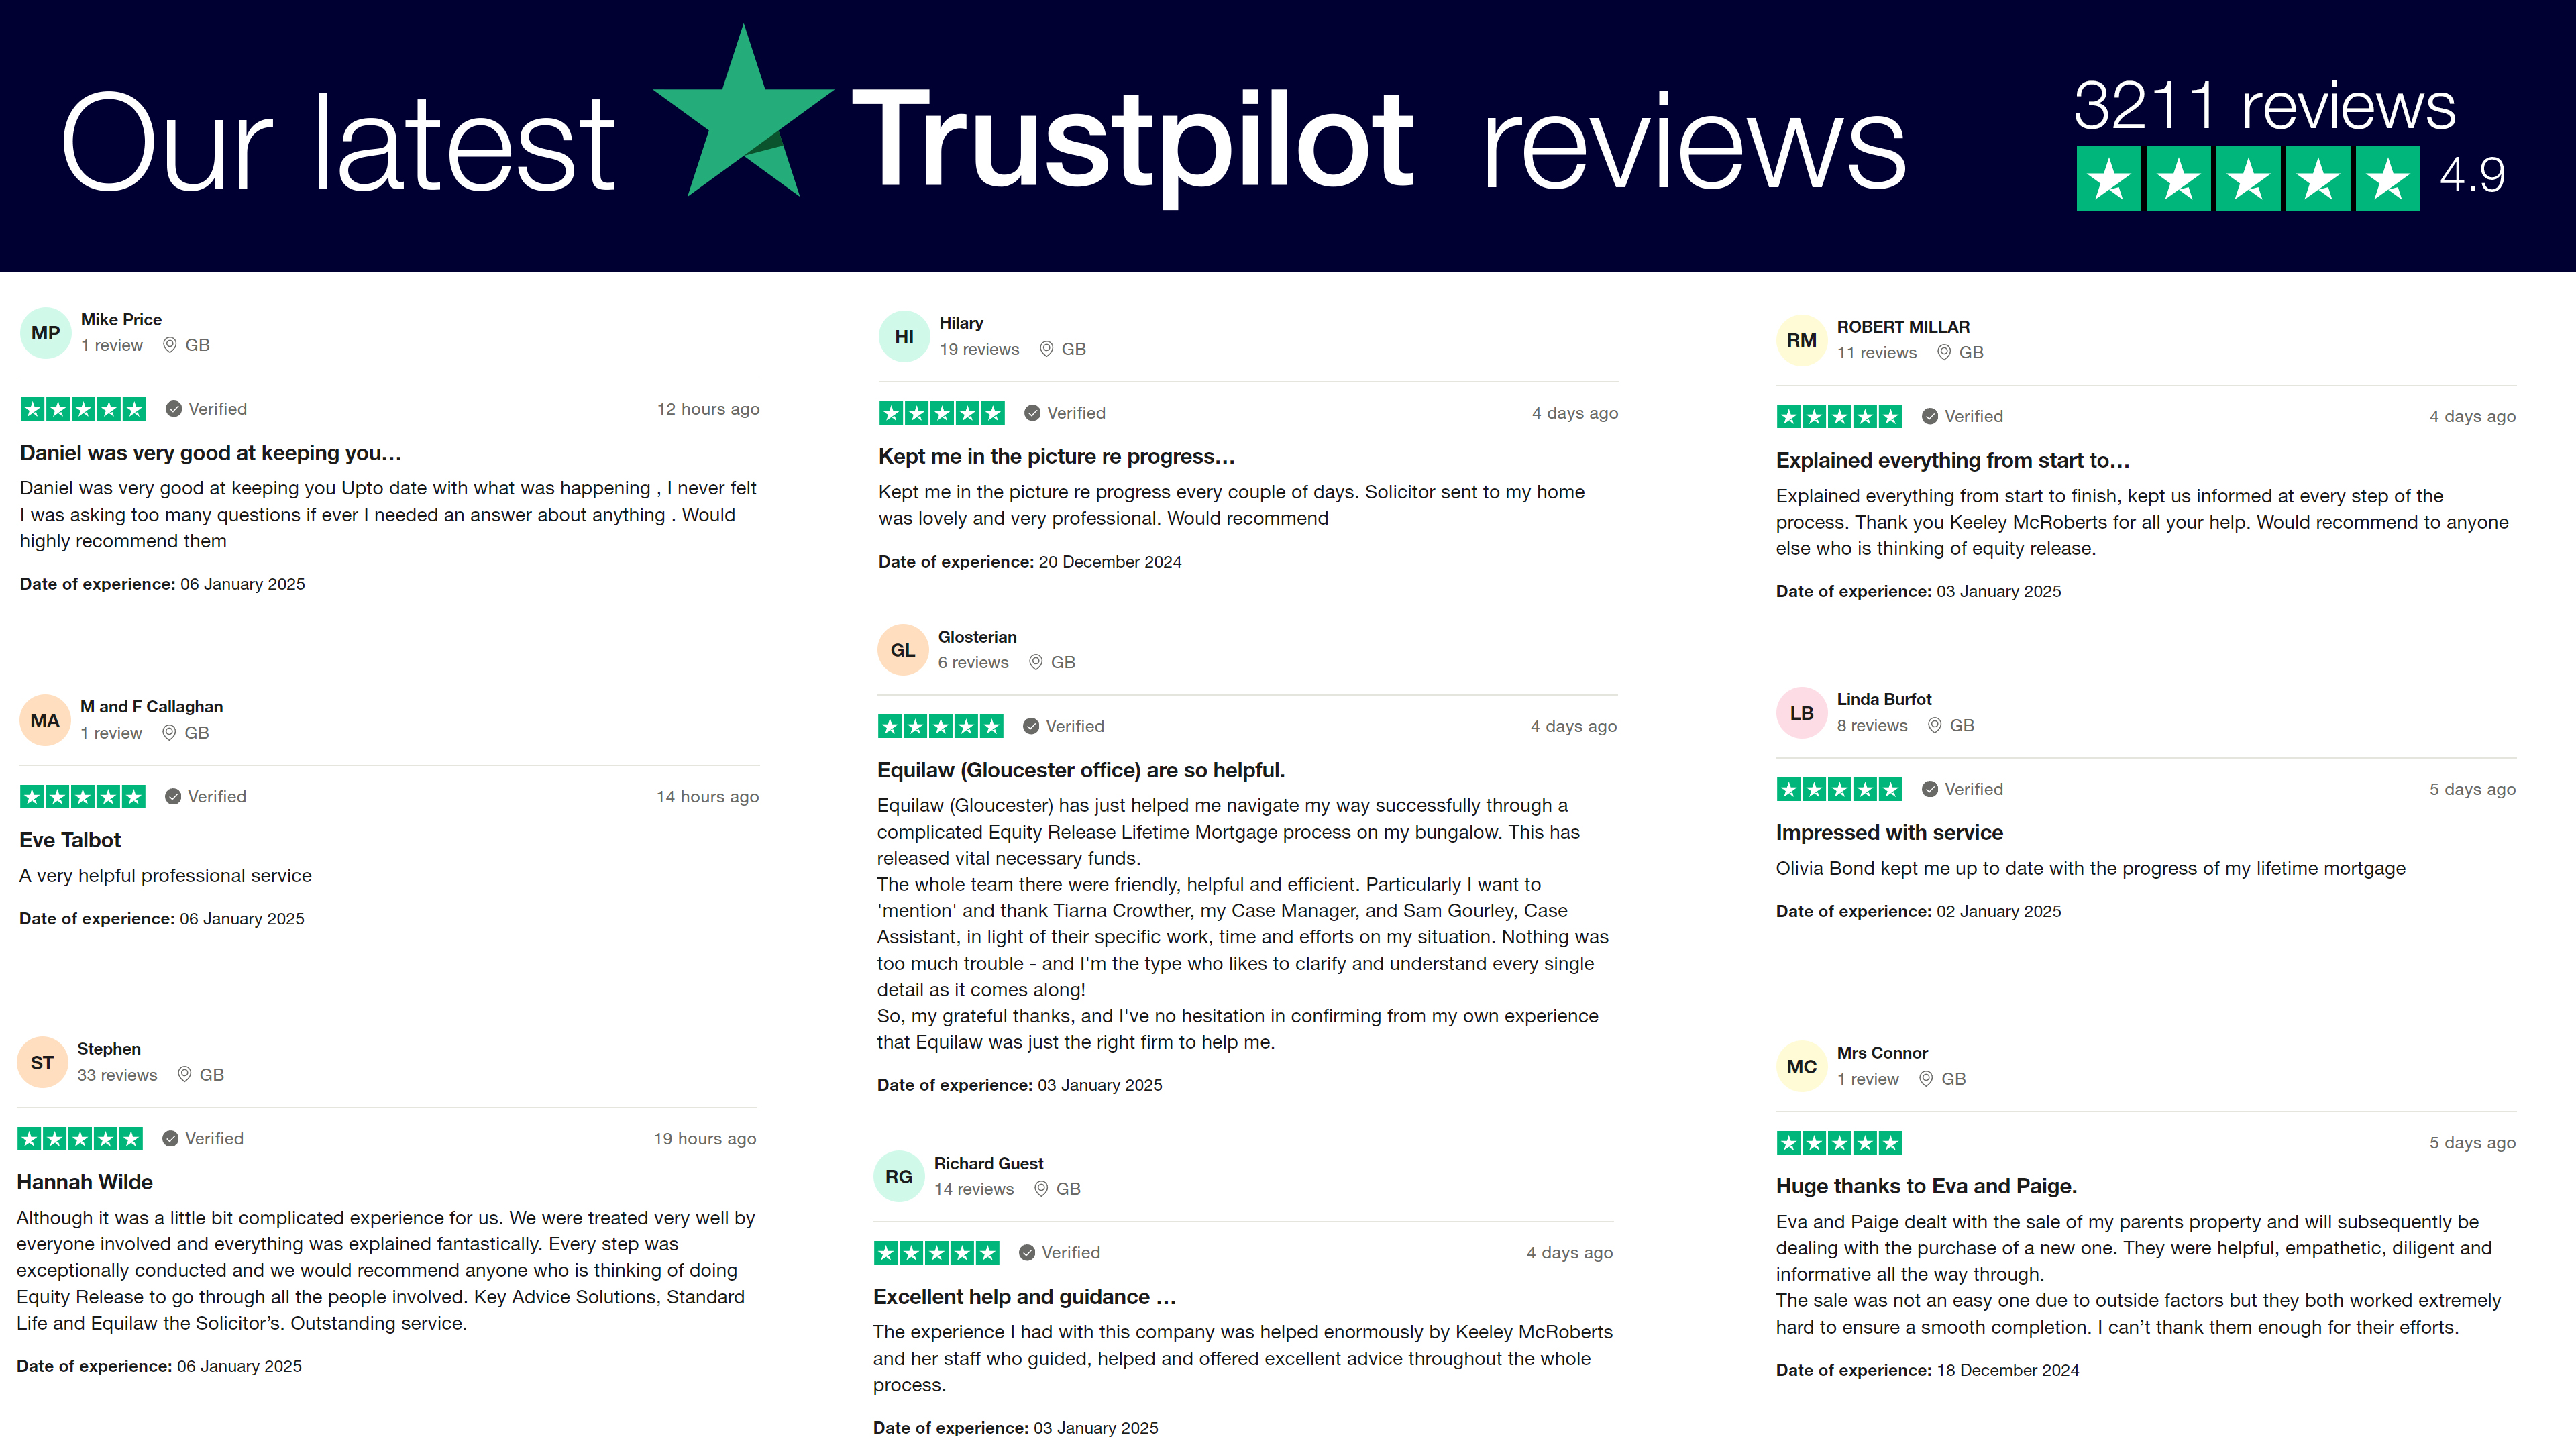 Our latest Trustpilot reviews
3211 reviews
4.9
MP
Mike Price
1 review GB
Verified 12 hours ago
Daniel was very good at keeping you…
Daniel was very good at keeping you Upto date with what was happening , I never felt
I was asking too many questions if ever I needed an answer about anything . Would
highly recommend them
Date of experience: 06 January 2025
MA
M and F Callaghan
1 review GB
Verified 14 hours ago
Eve Talbot
A very helpful professional service
Date of experience: 06 January 2025
ST
Stephen
33 reviews GB
Verified 19 hours ago
Hannah Wilde
Although it was a little bit complicated experience for us. We were treated very well by
everyone involved and everything was explained fantastically. Every step was
exceptionally conducted and we would recommend anyone who is thinking of doing
Equity Release to go through all the people involved. Key Advice Solutions, Standard
Life and Equilaw the Solicitor’s. Outstanding service.
Date of experience: 06 January 2025
HI
Hilary
19 reviews GB
Verified 4 days ago
Kept me in the picture re progress…
Kept me in the picture re progress every couple of days. Solicitor sent to my home
was lovely and very professional. Would recommend
Date of experience: 20 December 2024
GL
Glosterian
6 reviews GB
Verified 4 days ago
Equilaw (Gloucester office) are so helpful.
Equilaw (Gloucester) has just helped me navigate my way successfully through a
complicated Equity Release Lifetime Mortgage process on my bungalow. This has
released vital necessary funds.
The whole team there were friendly, helpful and efficient. Particularly I want to
'mention' and thank Tiarna Crowther, my Case Manager, and Sam Gourley, Case
Assistant, in light of their specific work, time and efforts on my situation. Nothing was
too much trouble - and I'm the type who likes to clarify and understand every single
detail as it comes along!
So, my grateful thanks, and I've no hesitation in confirming from my own experience
that Equilaw was just the right firm to help me.
Date of experience: 03 January 2025
RG
Richard Guest
14 reviews GB
Verified 4 days ago
Excellent help and guidance …
The experience I had with this company was helped enormously by Keeley McRoberts
and her staff who guided, helped and offered excellent advice throughout the whole
process.
Date of experience: 03 January 2025
RM
ROBERT MILLAR
11 reviews GB
Verified 4 days ago
Explained everything from start to…
Explained everything from start to finish, kept us informed at every step of the
process. Thank you Keeley McRoberts for all your help. Would recommend to anyone
else who is thinking of equity release.
Date of experience: 03 January 2025
LB
Linda Burfot
8 reviews GB
Verified 5 days ago
Impressed with service
Olivia Bond kept me up to date with the progress of my lifetime mortgage
Date of experience: 02 January 2025
MC
Mrs Connor
1 review GB
5 days ago
Huge thanks to Eva and Paige.
Eva and Paige dealt with the sale of my parents property and will subsequently be
dealing with the purchase of a new one. They were helpful, empathetic, diligent and
informative all the way through.
The sale was not an easy one due to outside factors but they both worked extremely
hard to ensure a smooth completion. I can’t thank them enough for their efforts.
Date of experience: 18 December 2024